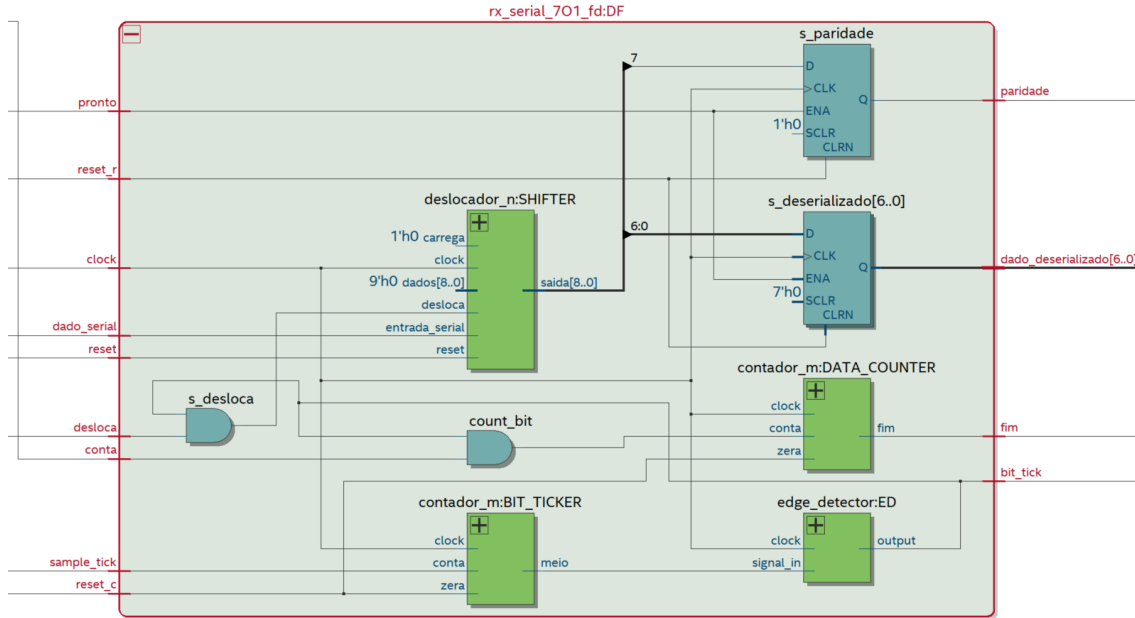 rx_serial_7O1_fd:DF
s_paridade
7
D
CLK
pronto
ENA
Q
paridade
1'h0
SCLR
CLRN
reset_r
deslocador_n:SHIFTER
s_deserializado[6..0]
1'h0 carrega
6:0
D
clock
clock
CLK
Q
dado_deserializado[6..0]
9'h0 dados[8..0]
saida[8..0]
ENA
7'h0
SCLR
desloca
CLRN
dado_serial
entrada_serial
reset
reset
contador_m:DATA_COUNTER
s_desloca
clock
count_bit
desloca
conta
fim
fim
conta
zera
bit_tick
contador_m:BIT_TICKER
edge_detector:ED
clock
clock
output
sample_tick
conta
meio
signal_in
reset_c
zera